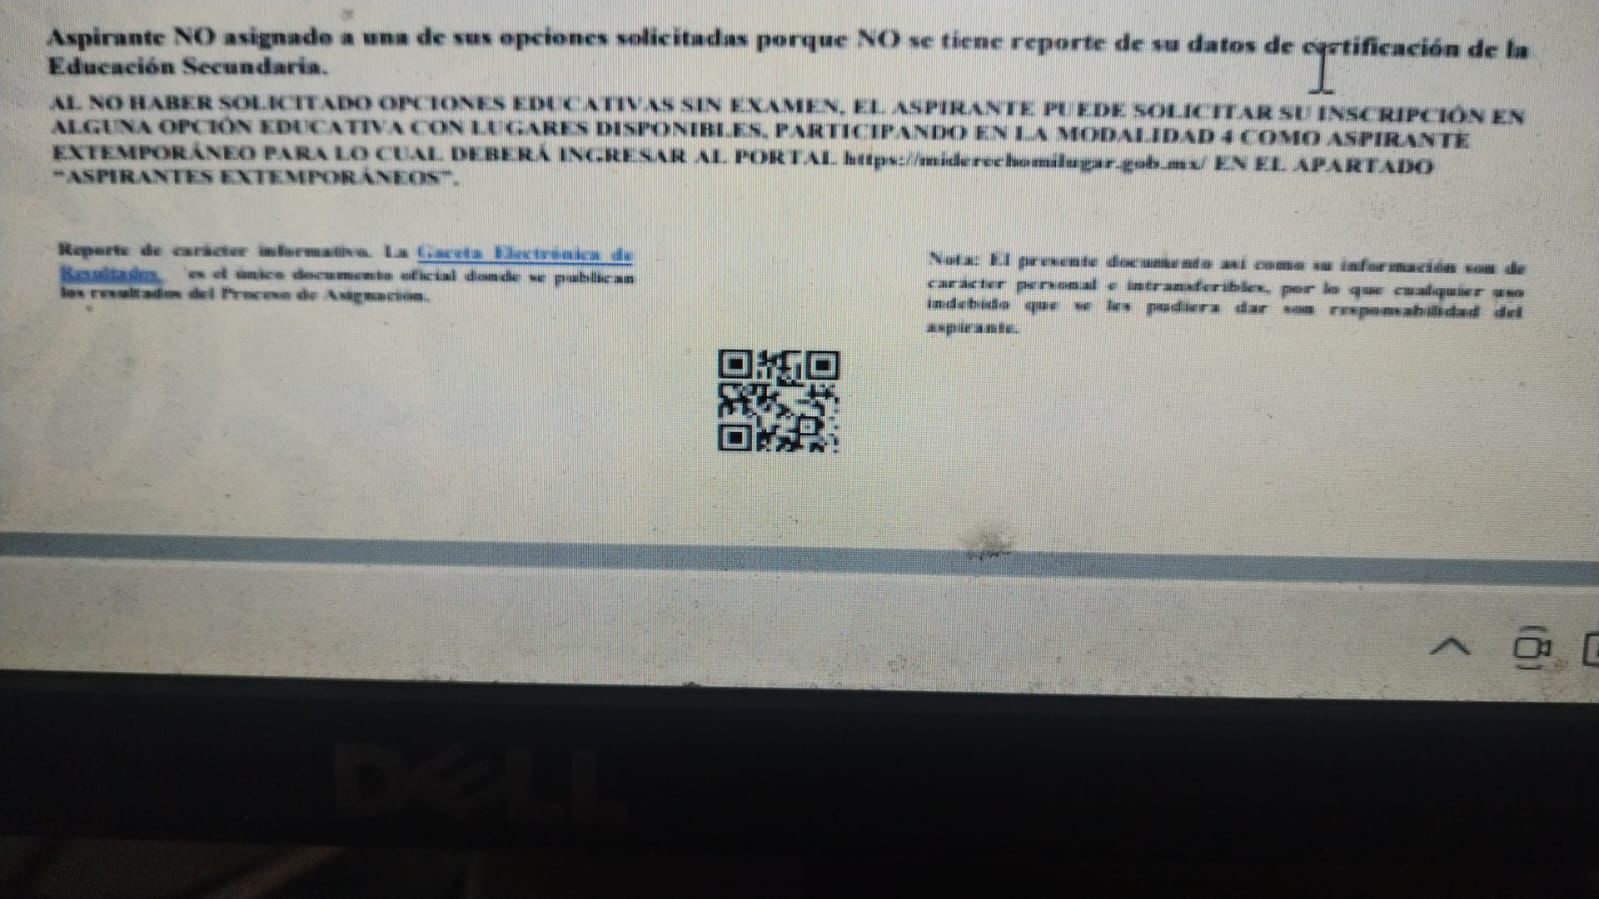 Aspirante NO asignado a una de sus opciones solicitadas porque NO se tiene reporte de su datos de certificación de la
Educación Secundaria.
AL NO HABER SOLICITADO OPCIONES EDUCATIVAS SIN EXAMEN, EL ASPIRANTE PUEDE SOLICITAR SU INSCRIPCIÓN EN
ALGUNA OPCIÓN EDUCATIVA CON LUGARES DISPONIBLES, PARTICIPANDO EN LA MODALIDAD 4 COMO ASPIRANTE
EXTEMPORÁNEO PARA LO CUAL DEBERÁ INGRESAR AL PORTAL https://miderechomilugar.gob.mx/ EN EL APARTADO
"ASPIRANTES EXTEMPORÁNEOS".
Reporte de carácter informativo. La Gaceta Electrónica de
Resultados, es el único documento oficial donde se publican
los resultados del Proceso de Asignación.
Nota: El presente documento así como su información son de
carácter personal e intransferibles, por lo que cualquier uso
indebido que se les pudiera dar son responsabilidad del
aspirante.
DELL